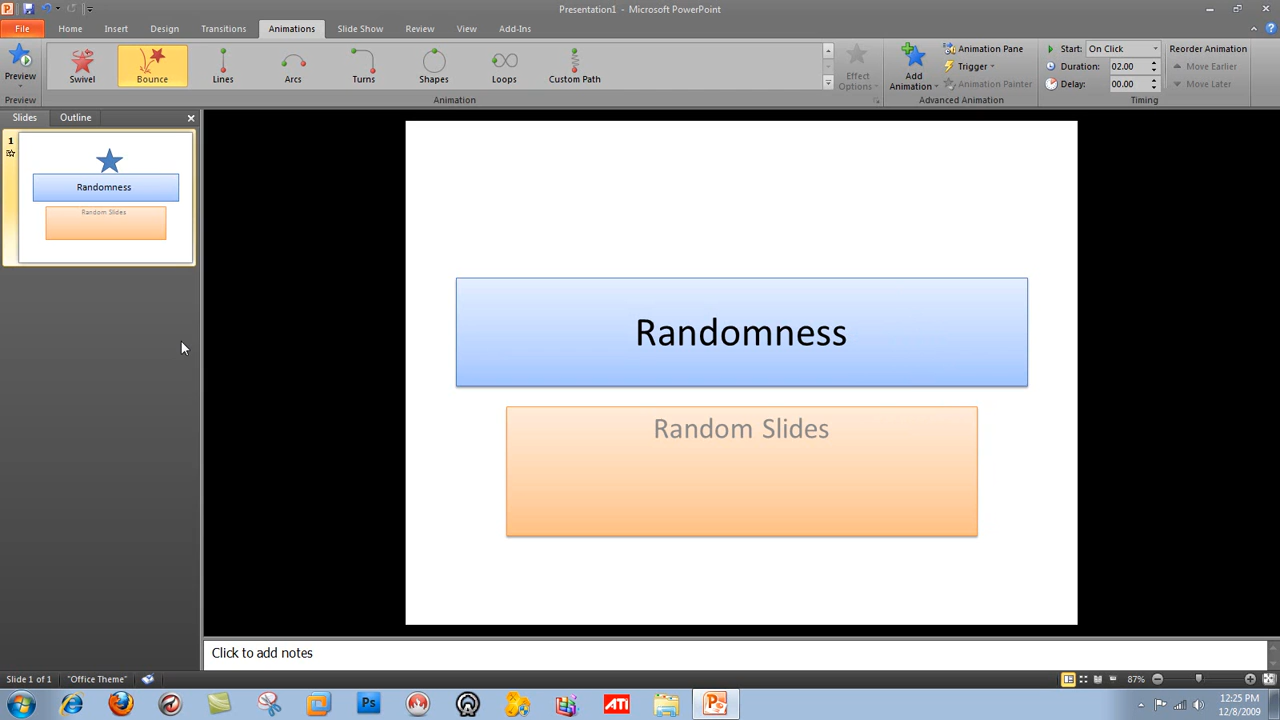 Presentation1 - Microsoft PowerPoint
File Home Insert Design Transitions Animations Slide Show Review View Add-Ins
Preview
Swivel Bounce Lines Arcs Turns Shapes Loops Custom Path
Effect Options
Add Animation
Animation Pane
Trigger
Animation Painter
Start: On Click
Duration: 02.00
Delay: 00.00
Reorder Animation
Move Earlier
Move Later
Preview Animation Advanced Animation Timing
Slides Outline
1
Randomness
Random Slides
Randomness
Random Slides
Click to add notes
Slide 1 of 1 "Office Theme" 87%
Ps ATI
12:25 PM
12/8/2009